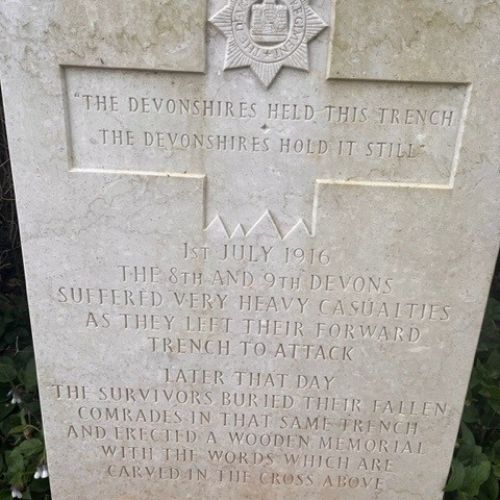 "THE DEVONSHIRES HELD THIS TRENCH
THE DEVONSHIRES HOLD IT STILL"
1ST JULY 1916
THE 8TH AND 9TH DEVONS
SUFFERED VERY HEAVY CASUALTIES
AS THEY LEFT THEIR FORWARD
TRENCH TO ATTACK
LATER THAT DAY
THE SURVIVORS BURIED THEIR FALLEN
COMRADES IN THAT SAME TRENCH
AND ERECTED A WOODEN MEMORIAL
WITH THE WORDS WHICH ARE
CARVED IN THE CROSS ABOVE